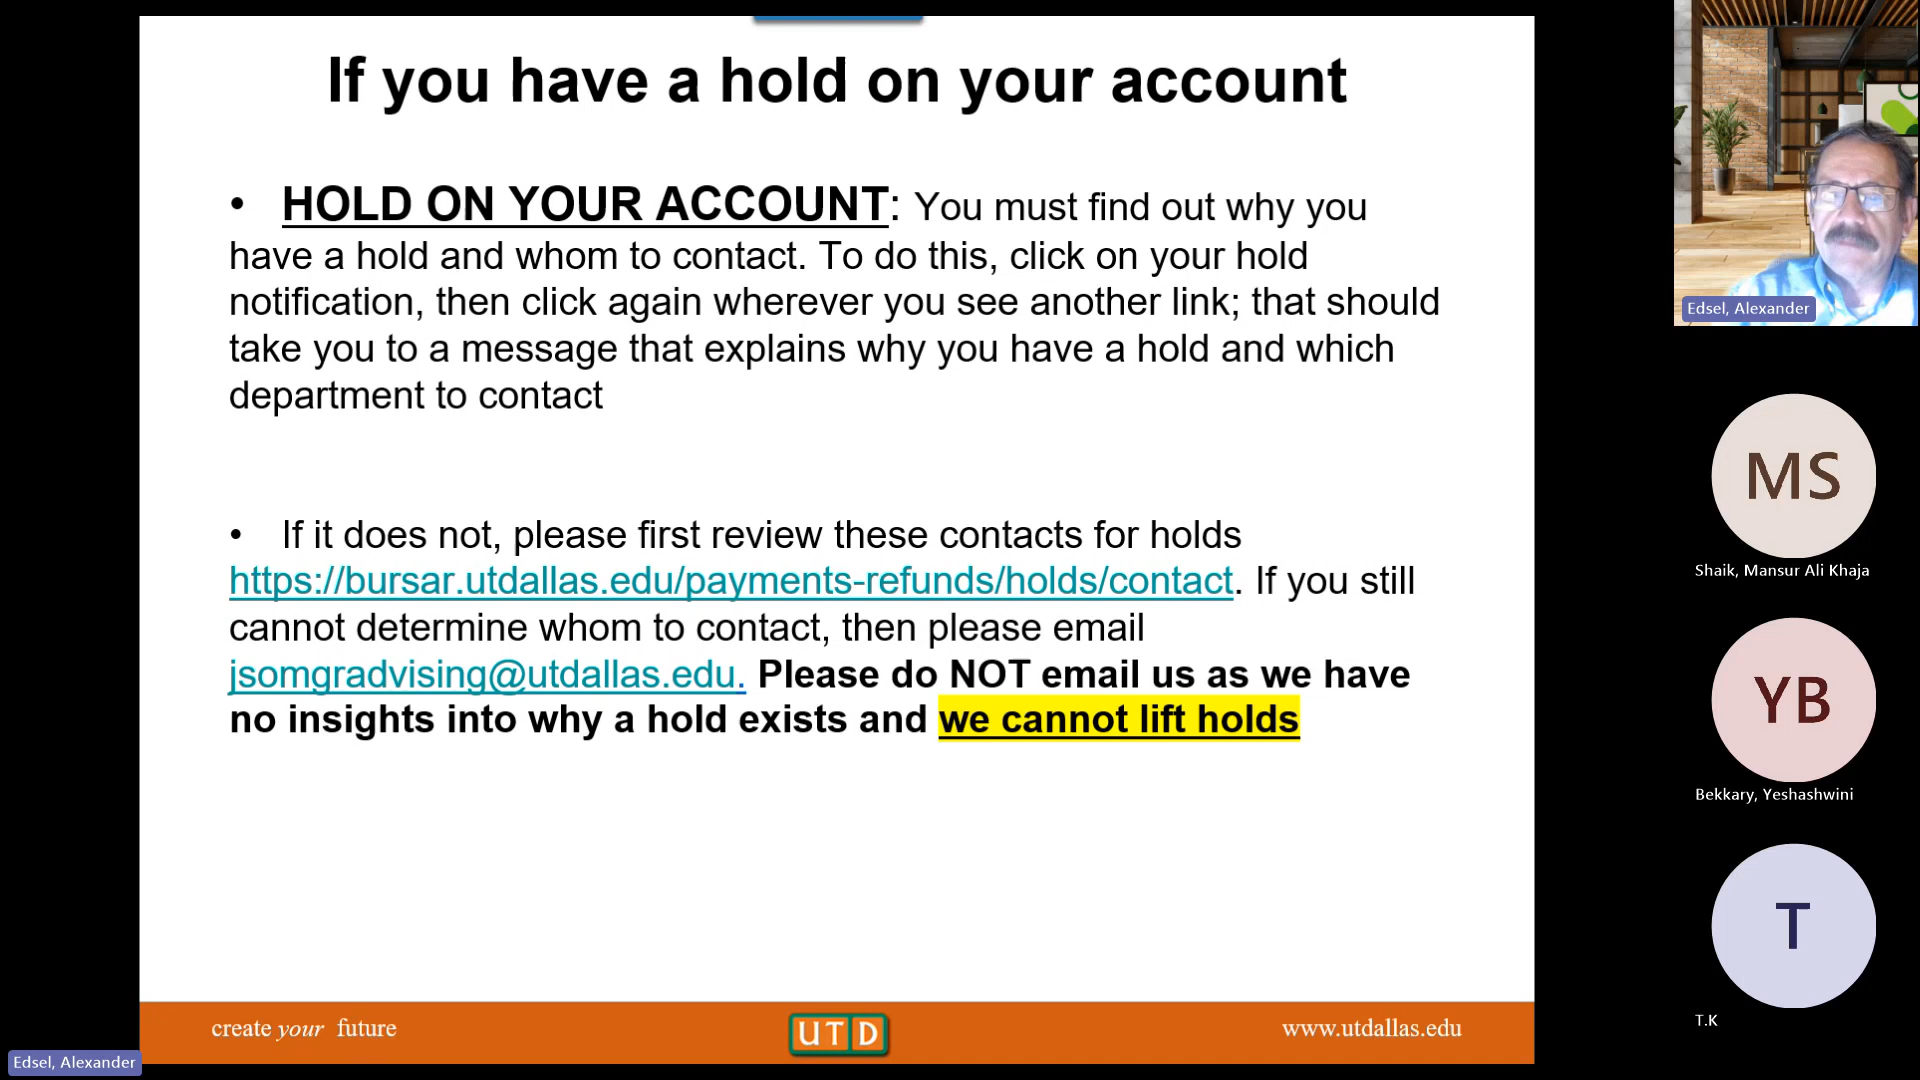 If you have a hold on your account
• HOLD ON YOUR ACCOUNT: You must find out why you
have a hold and whom to contact. To do this, click on your hold
notification, then click again wherever you see another link; that should
take you to a message that explains why you have a hold and which
department to contact
• If it does not, please first review these contacts for holds
https://bursar.utdallas.edu/payments-refunds/holds/contact. If you still
cannot determine whom to contact, then please email
jsomgradvising@utdallas.edu. Please do NOT email us as we have
no insights into why a hold exists and we cannot lift holds
create your future
UTD
www.utdallas.edu
Edsel, Alexander
Edsel, Alexander
MS
Shaik, Mansur Ali Khaja
YB
Bekkary, Yeshashwini
T
T.K